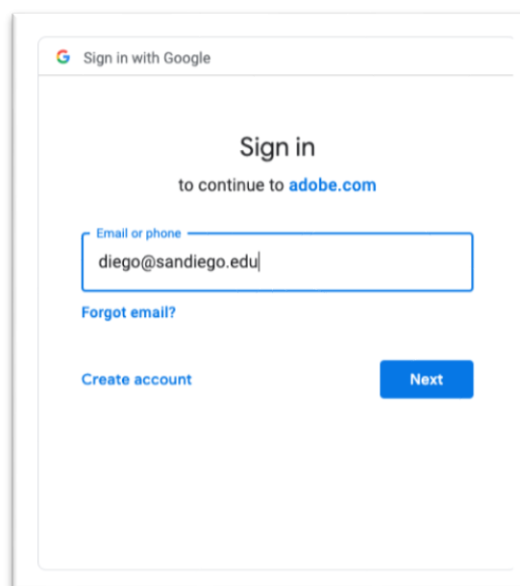 Sign in with Google
Sign in
to continue to adobe.com
Email or phone
diego@sandiego.edu
Forgot email?
Create account
Next